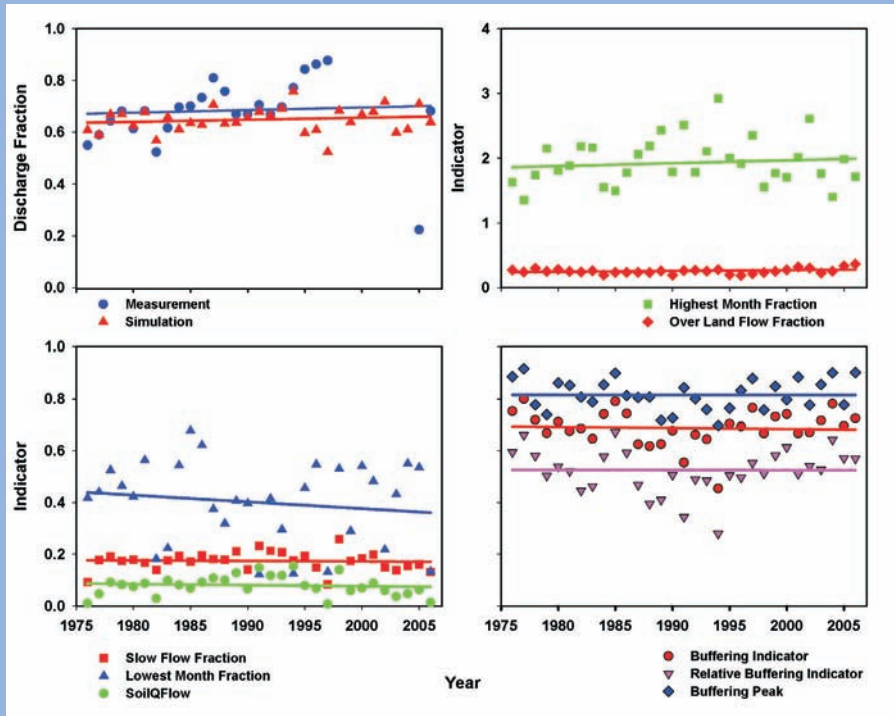 Discharge Fraction
1.0
0.8
0.6
0.4
0.2
0.0
Measurement
Simulation
Indicator
4
3
2
1
0
Highest Month Fraction
Over Land Flow Fraction
Indicator
1.0
0.8
0.6
0.4
0.2
0.0
1975 1980 1985 1990 1995 2000 2005
Slow Flow Fraction
Lowest Month Fraction
SoilQFlow
1975 1980 1985 1990 1995 2000 2005
Year
Buffering Indicator
Relative Buffering Indicator
Buffering Peak